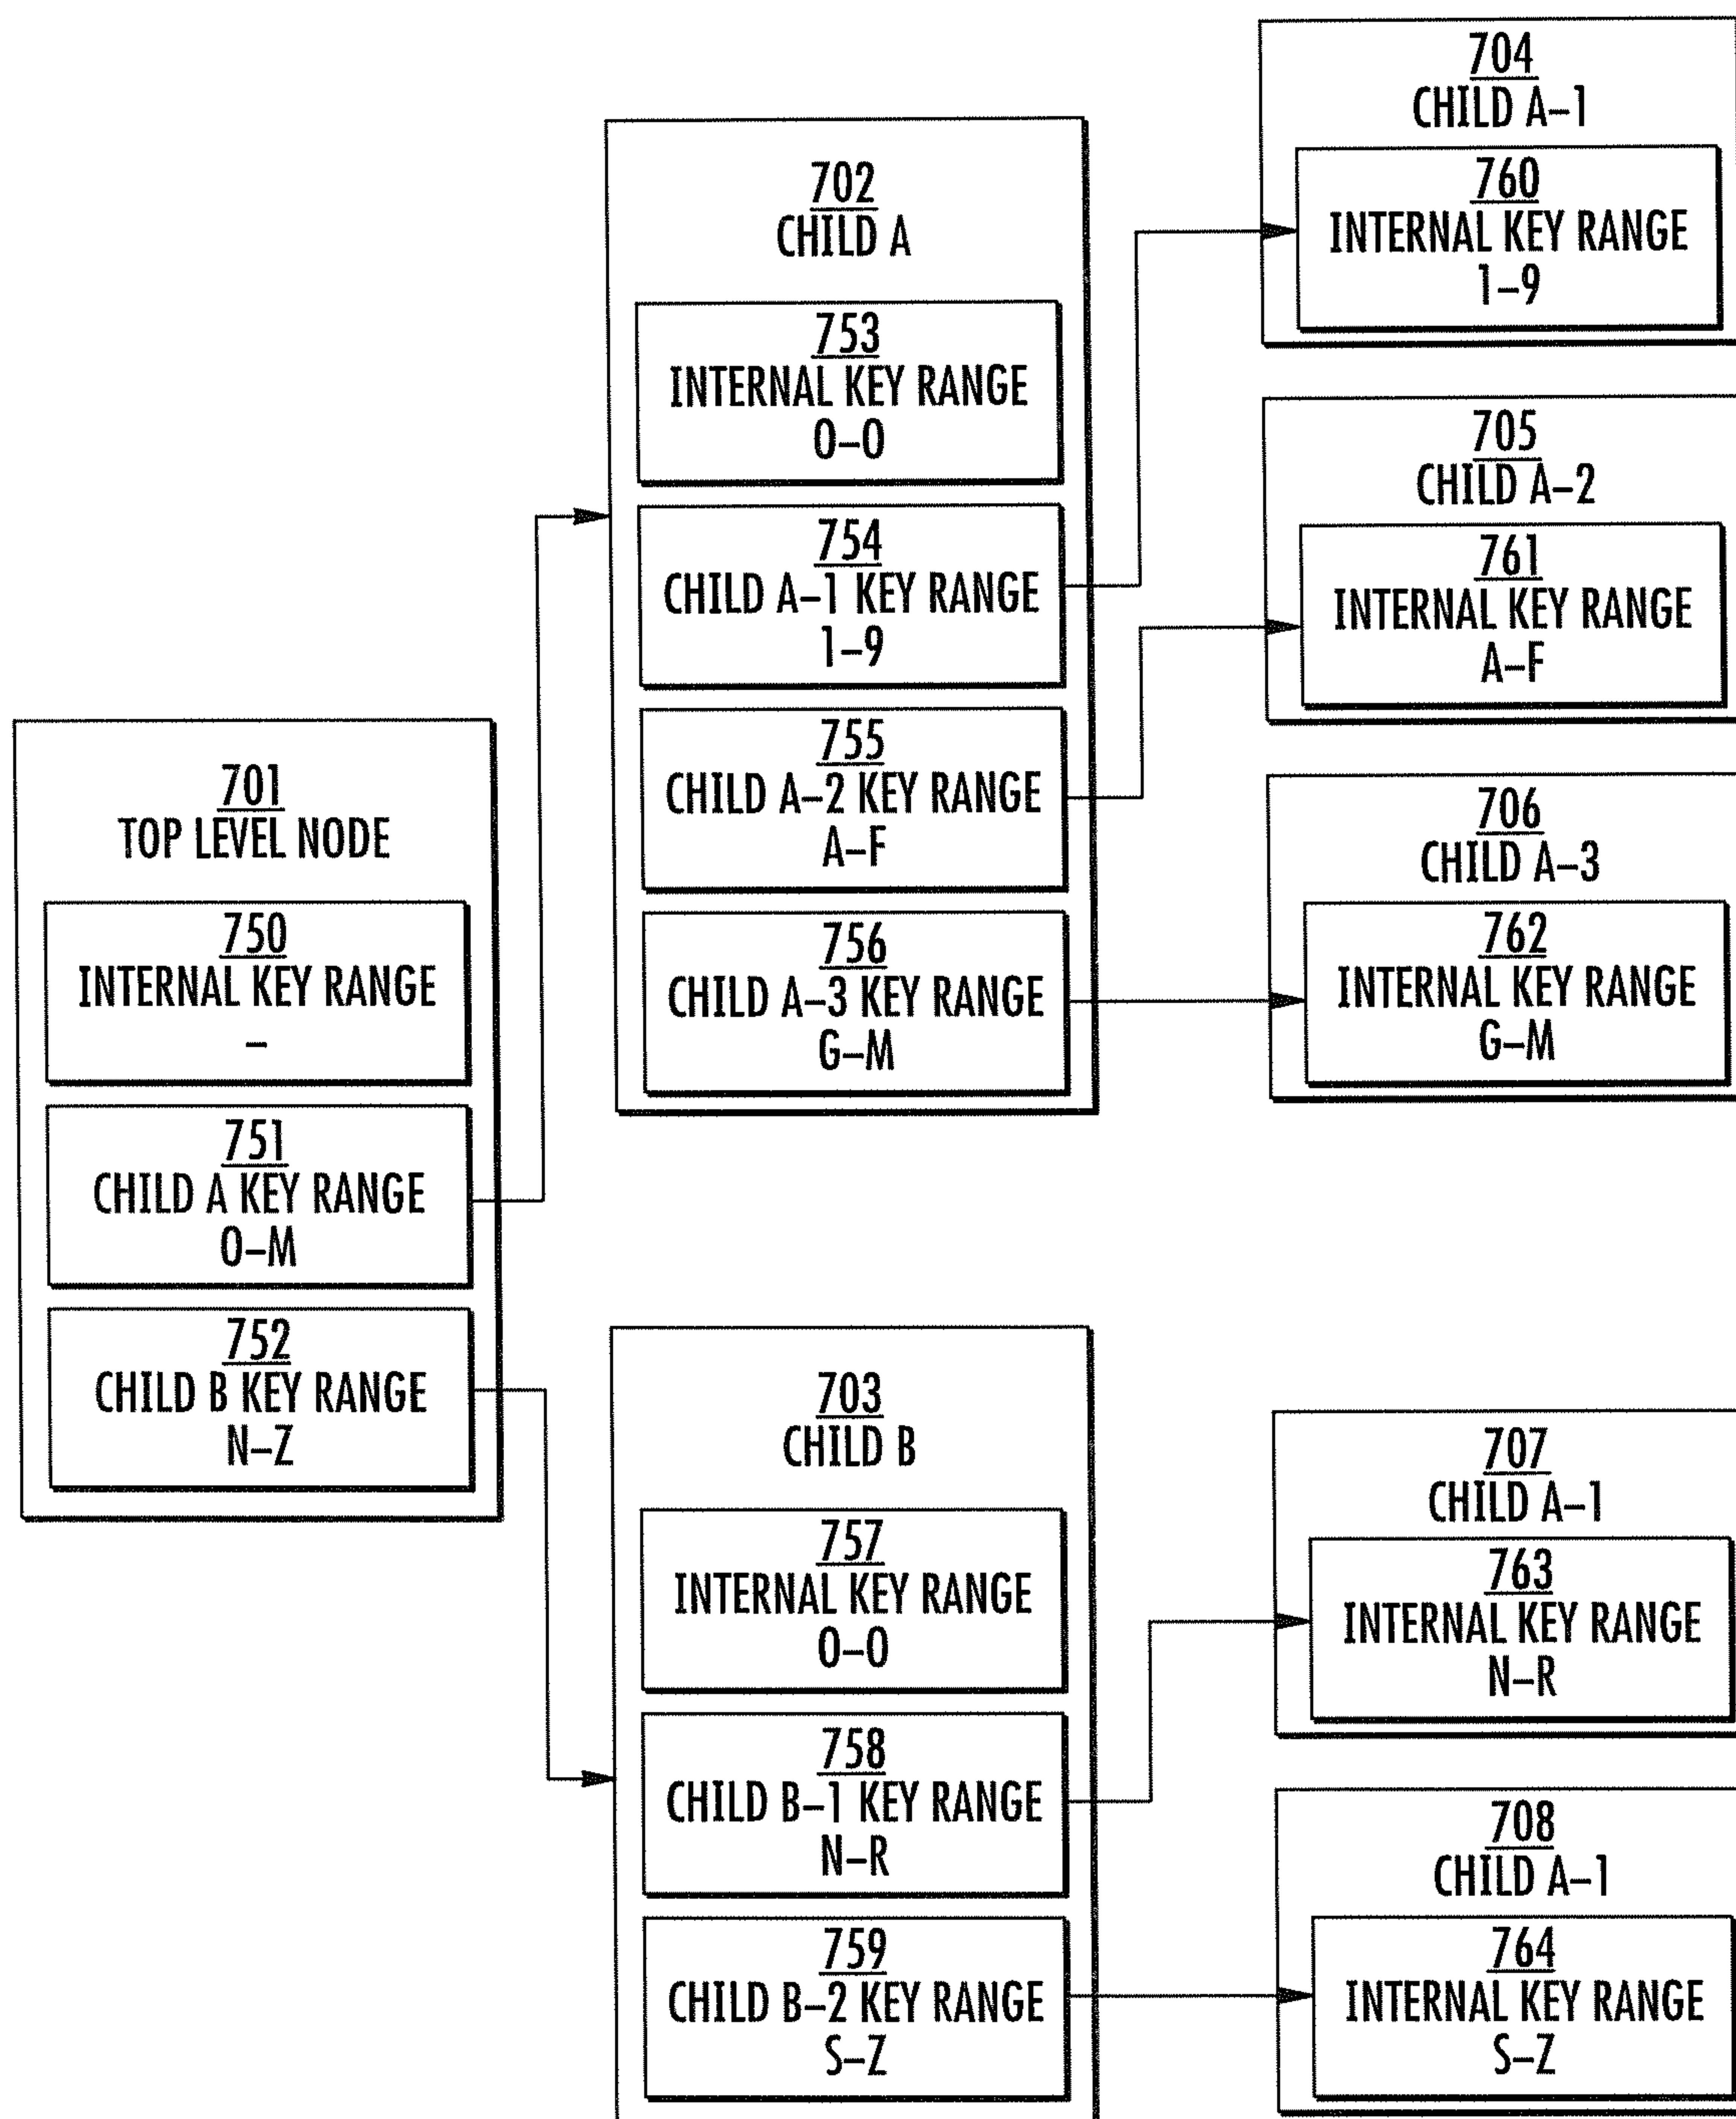 701
TOP LEVEL NODE
750
INTERNAL KEY RANGE
–
751
CHILD A KEY RANGE
0–M
752
CHILD B KEY RANGE
N–Z
702
CHILD A
753
INTERNAL KEY RANGE
0–0
754
CHILD A–1 KEY RANGE
1–9
755
CHILD A–2 KEY RANGE
A–F
756
CHILD A–3 KEY RANGE
G–M
703
CHILD B
757
INTERNAL KEY RANGE
0–0
758
CHILD B–1 KEY RANGE
N–R
759
CHILD B–2 KEY RANGE
S–Z
704
CHILD A–1
760
INTERNAL KEY RANGE
1–9
705
CHILD A–2
761
INTERNAL KEY RANGE
A–F
706
CHILD A–3
762
INTERNAL KEY RANGE
G–M
707
CHILD A–1
763
INTERNAL KEY RANGE
N–R
708
CHILD A–1
764
INTERNAL KEY RANGE
S–Z